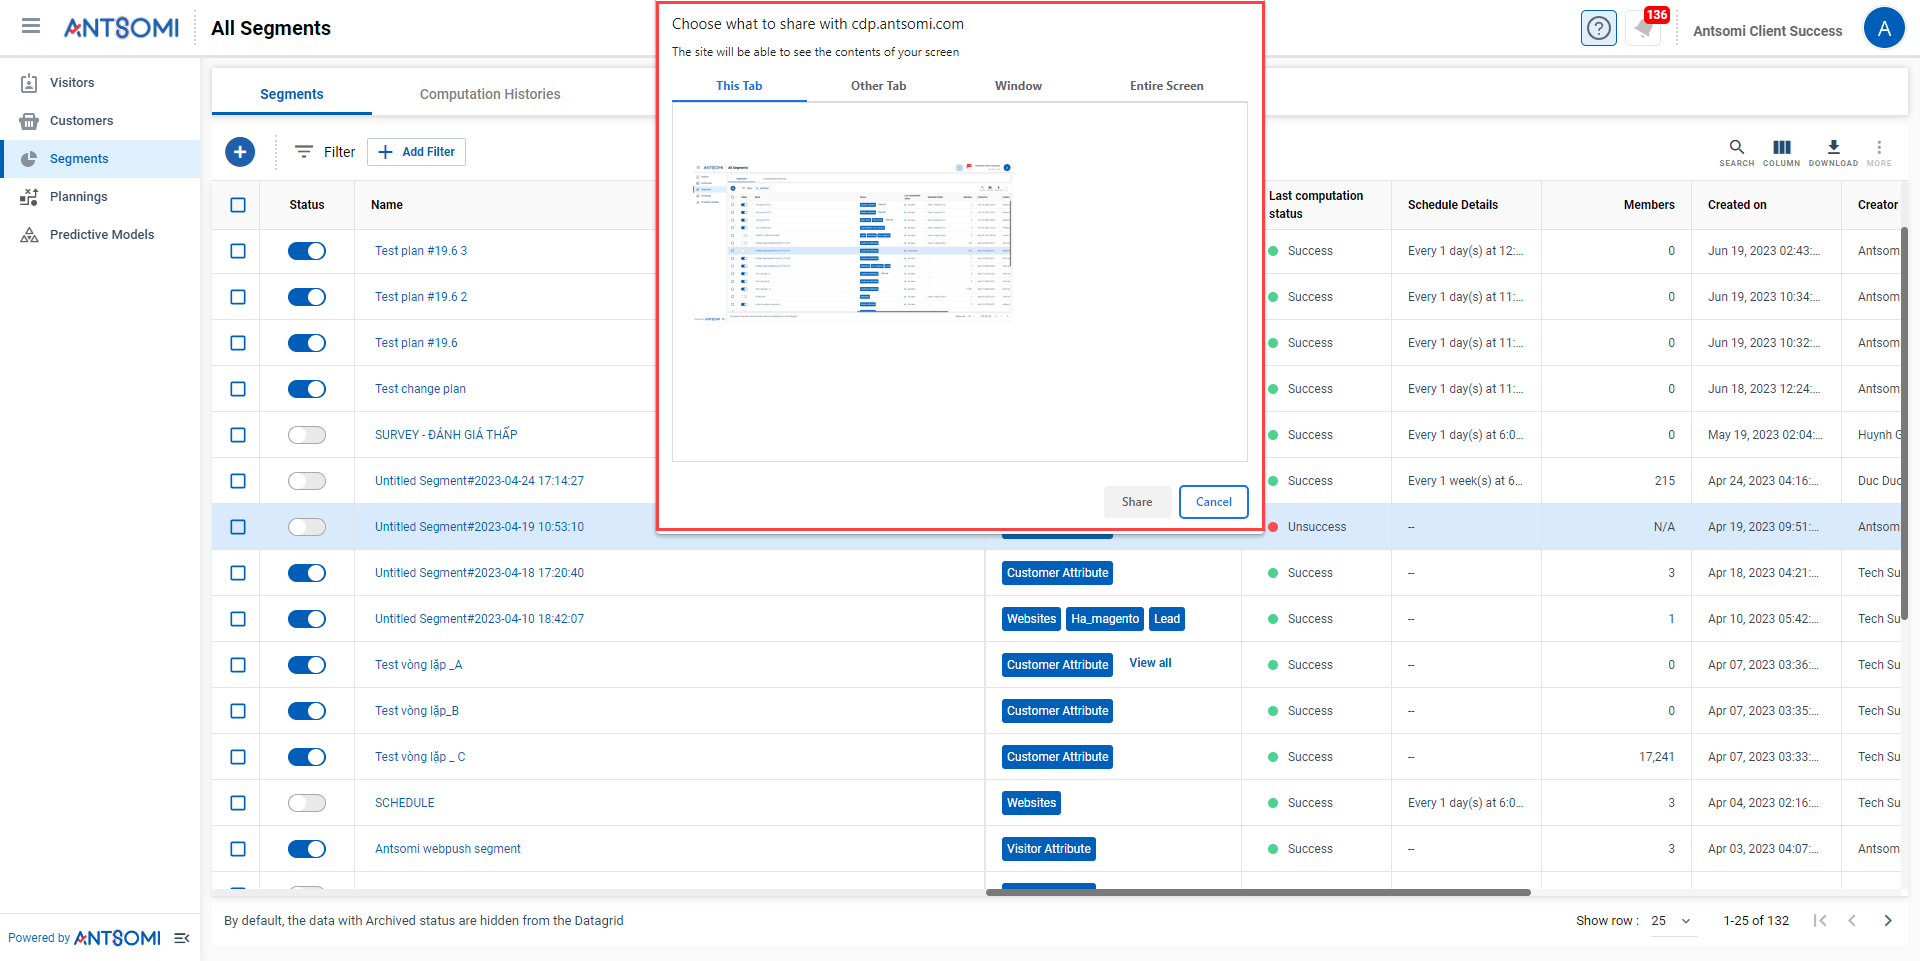 ANTSOMI
All Segments
136
Antsomi Client Success
A
Choose what to share with cdp.antsomi.com
The site will be able to see the contents of your screen
This Tab
Other Tab
Window
Entire Screen
Share
Cancel
Visitors
Customers
Segments
Plannings
Predictive Models
Segments
Computation Histories
Filter
Add Filter
SEARCH
COLUMN
DOWNLOAD
MORE
Status
Name
Last computation
status
Schedule Details
Members
Created on
Creator
Test plan #19.6 3
Success
Every 1 day(s) at 12:...
0
Jun 19, 2023 02:43:...
Antsom
Test plan #19.6 2
Success
Every 1 day(s) at 11:...
0
Jun 19, 2023 10:34:...
Antsom
Test plan #19.6
Success
Every 1 day(s) at 11:...
0
Jun 19, 2023 10:32:...
Antsom
Test change plan
Success
Every 1 day(s) at 11:...
0
Jun 18, 2023 12:24:...
Antsom
SURVEY - ĐÁNH GIÁ THẤP
Success
Every 1 day(s) at 6:0...
0
May 19, 2023 02:04:...
Huynh G
Untitled Segment#2023-04-24 17:14:27
Success
Every 1 week(s) at 6...
215
Apr 24, 2023 04:16:...
Duc Duc
Untitled Segment#2023-04-19 10:53:10
Unsuccess
--
N/A
Apr 19, 2023 09:51:...
Antsom
Untitled Segment#2023-04-18 17:20:40
Customer Attribute
Success
--
3
Apr 18, 2023 04:21:...
Tech Su
Untitled Segment#2023-04-10 18:42:07
Websites
Ha_magento
Lead
Success
--
1
Apr 10, 2023 05:42:...
Tech Su
Test vòng lặp _A
Customer Attribute
View all
Success
--
0
Apr 07, 2023 03:36:...
Tech Su
Test vòng lặp_B
Customer Attribute
Success
--
0
Apr 07, 2023 03:35:...
Tech Su
Test vòng lặp _ C
Customer Attribute
Success
--
17,241
Apr 07, 2023 03:33:...
Tech Su
SCHEDULE
Websites
Success
Every 1 day(s) at 6:0...
3
Apr 04, 2023 02:16:...
Tech Su
Antsomi webpush segment
Visitor Attribute
Success
--
3
Apr 03, 2023 04:07:...
Antsom
By default, the data with Archived status are hidden from the Datagrid
Show row :
25
1-25 of 132
Powered by ANTSOMI